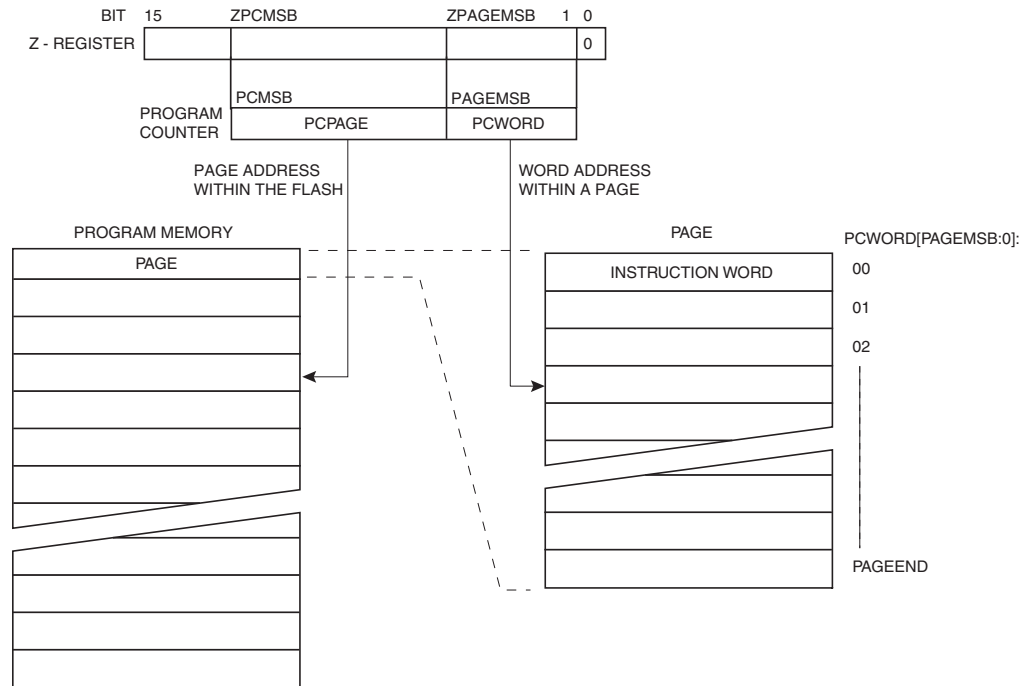 BIT 15 ZPCMSB ZPAGEMSB 1 0
Z - REGISTER 0
PCMSB PAGEMSB
PROGRAM
COUNTER
PCPAGE PCWORD
PAGE ADDRESS
WITHIN THE FLASH
WORD ADDRESS
WITHIN A PAGE
PROGRAM MEMORY
PAGE
PAGE
PCWORD[PAGEMSB:0]:
INSTRUCTION WORD
00
01
02
PAGEEND